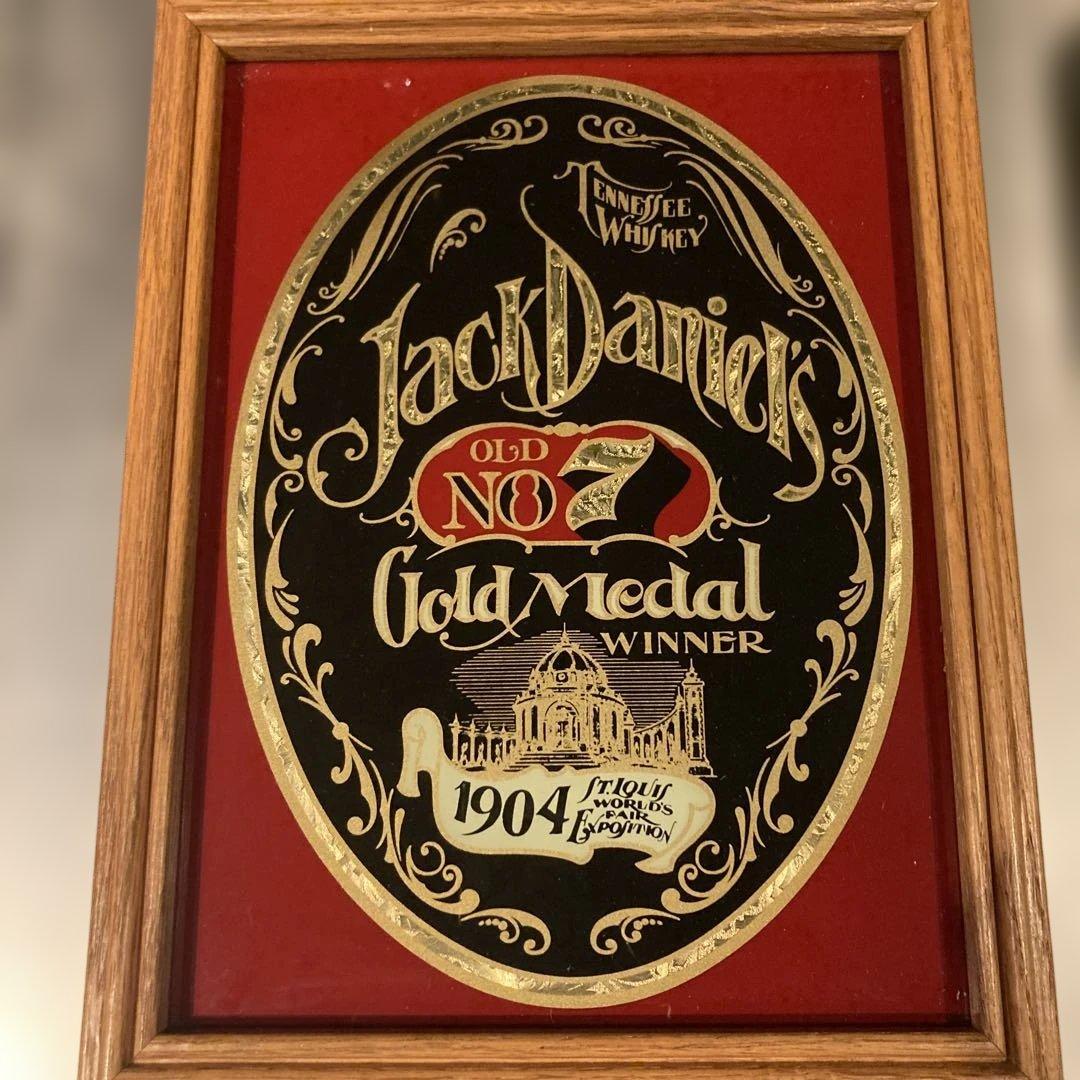 Tennessee
Whiskey
Jack Daniel's
OLD
NO 7
Gold Medal
WINNER
1904
St. Louis
WORLD'S
FAIR
Exposition